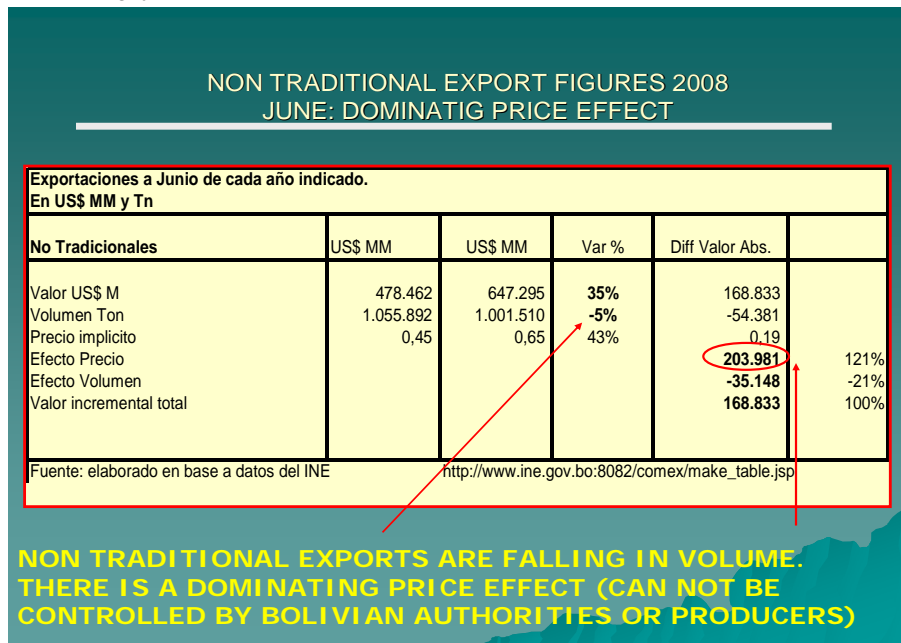 NON TRADITIONAL EXPORT FIGURES 2008
JUNE: DOMINATIG PRICE EFFECT
Exportaciones a Junio de cada año indicado.
En US$ MM y Tn
No Tradicionales US$ MM US$ MM Var % Diff Valor Abs.
Valor US$ M 478.462 647.295 35% 168.833
Volumen Ton 1.055.892 1.001.510 -5% -54.381
Precio implicito 0,45 0,65 43% 0,19
Efecto Precio 203.981 121%
Efecto Volumen -35.148 -21%
Valor incremental total 168.833 100%
Fuente: elaborado en base a datos del INE http://www.ine.gov.bo:8082/comex/make_table.jsp
NON TRADITIONAL EXPORTS ARE FALLING IN VOLUME.
THERE IS A DOMINATING PRICE EFFECT (CAN NOT BE
CONTROLLED BY BOLIVIAN AUTHORITIES OR PRODUCERS)